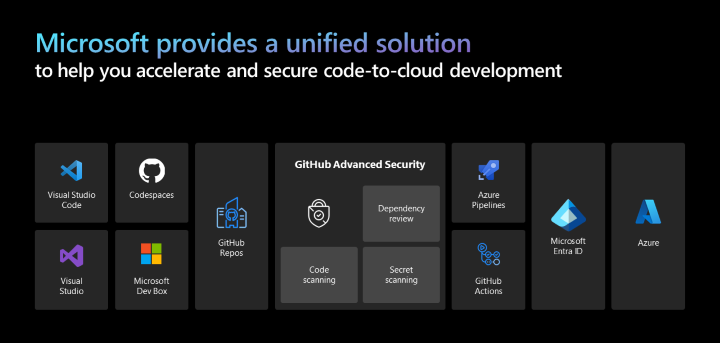 Microsoft provides a unified solution
to help you accelerate and secure code-to-cloud development
Visual Studio
Code
Codespaces
Visual
Studio
Microsoft
Dev Box
GitHub
Repos
GitHub Advanced Security
Dependency
review
Code
scanning
Secret
scanning
Azure
Pipelines
GitHub
Actions
Microsoft
Entra ID
Azure